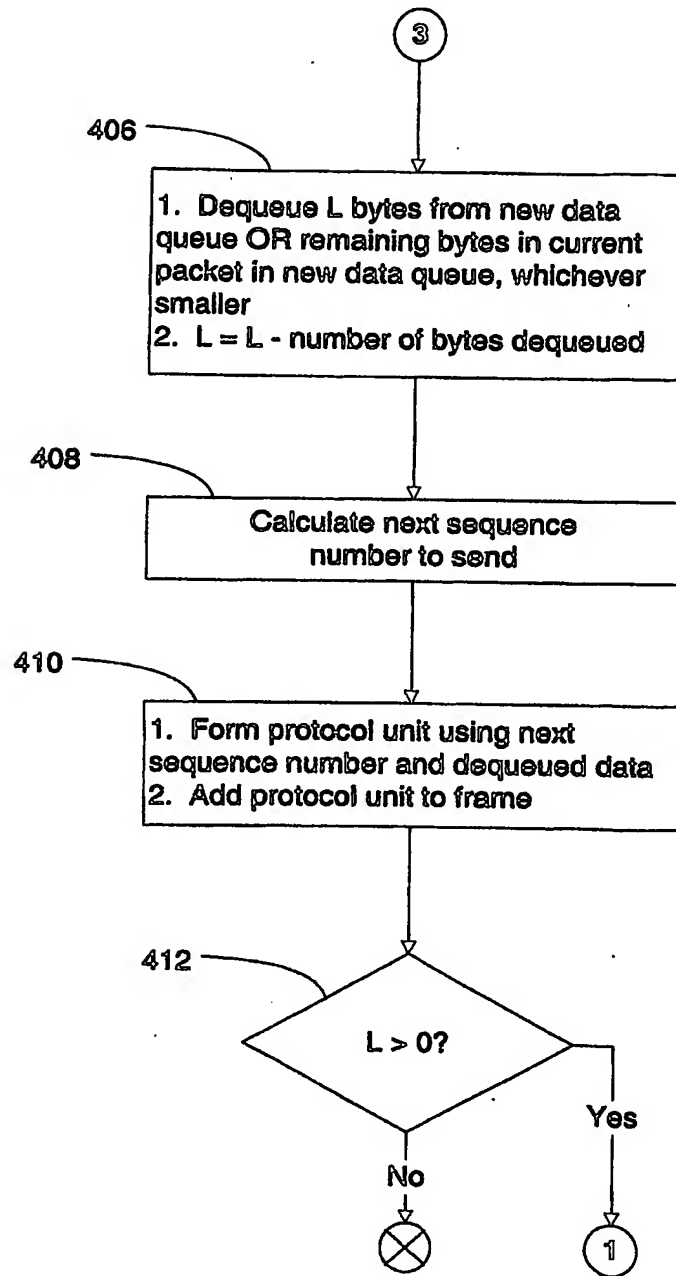 3
406
1. Dequeue L bytes from new data
queue OR remaining bytes in current
packet in new data queue, whichever
smaller
2. L = L - number of bytes dequeued
408
Calculate next sequence
number to send
410
1. Form protocol unit using next
sequence number and dequeued data
2. Add protocol unit to frame
412
L > 0?
Yes
No
1